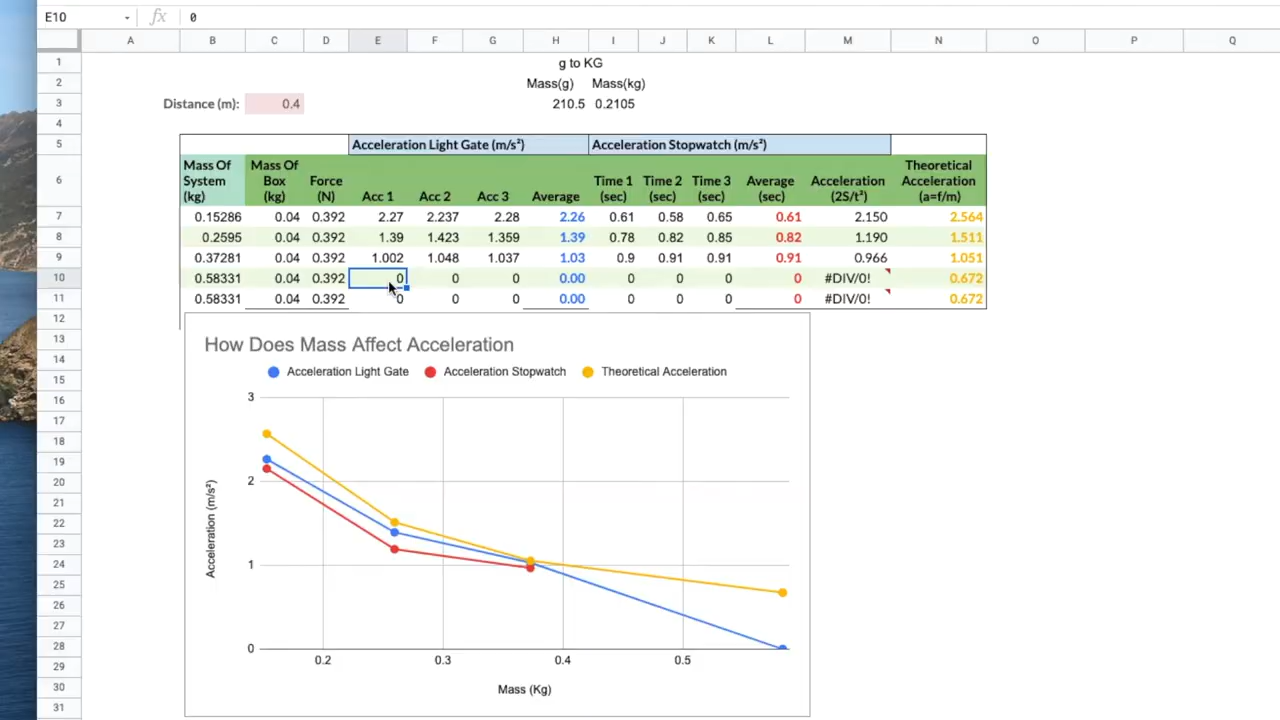 E10 fx 0
A B C D E F G H I J K L M N O P Q
1 g to KG
2 Mass(g) Mass(kg)
3 Distance (m): 0.4 210.5 0.2105
4
5 Acceleration Light Gate (m/s²) Acceleration Stopwatch (m/s²)
Mass Of Mass Of Theoretical
6 System Box Force Time 1 Time 2 Time 3 Average Acceleration Acceleration
(kg) (kg) (N) Acc 1 Acc 2 Acc 3 Average (sec) (sec) (sec) (sec) (2S/t²) (a=f/m)
7 0.15286 0.04 0.392 2.27 2.237 2.28 2.26 0.61 0.58 0.65 0.61 2.150 2.564
8 0.2595 0.04 0.392 1.39 1.423 1.359 1.39 0.78 0.82 0.85 0.82 1.190 1.511
9 0.37281 0.04 0.392 1.002 1.048 1.037 1.03 0.9 0.91 0.91 0.91 0.966 1.051
10 0.58331 0.04 0.392 0 0 0 0.00 0 0 0 0 #DIV/0! 0.672
11 0.58331 0.04 0.392 0 0 0 0.00 0 0 0 0 #DIV/0! 0.672
12
13 How Does Mass Affect Acceleration
14
15 Acceleration Light Gate Acceleration Stopwatch Theoretical Acceleration
16 3
17
18
19
20 2
21
22
23
24 1
25
26
27
28 0
29 0.2 0.3 0.4 0.5
30 Mass (Kg)
31
Acceleration (m/s²)